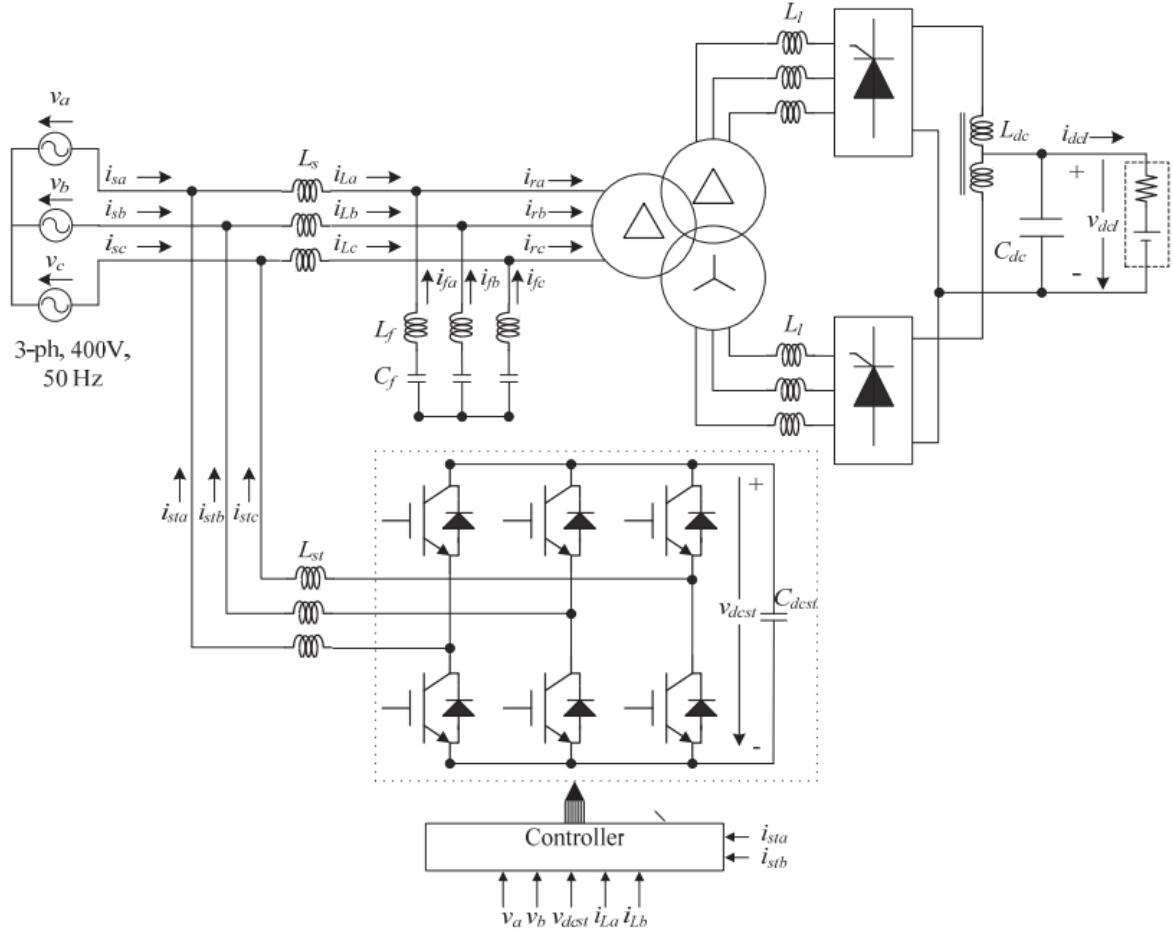 L_l
v_a
L_dc
i_dcl
i_sa
L_s
i_La
i_ra
v_b
+
i_sb
i_Lb
i_rb
v_dcl
i_sc
i_Lc
i_rc
C_dc
v_c
i_fa
i_fb
i_fc
-
L_f
L_l
3-ph, 400V,
50 Hz
C_f
+
i_sta
i_stb
i_stc
L_st
v_dcst
C_dcst
-
Controller
i_sta
i_stb
v_a v_b v_dcst i_La i_Lb